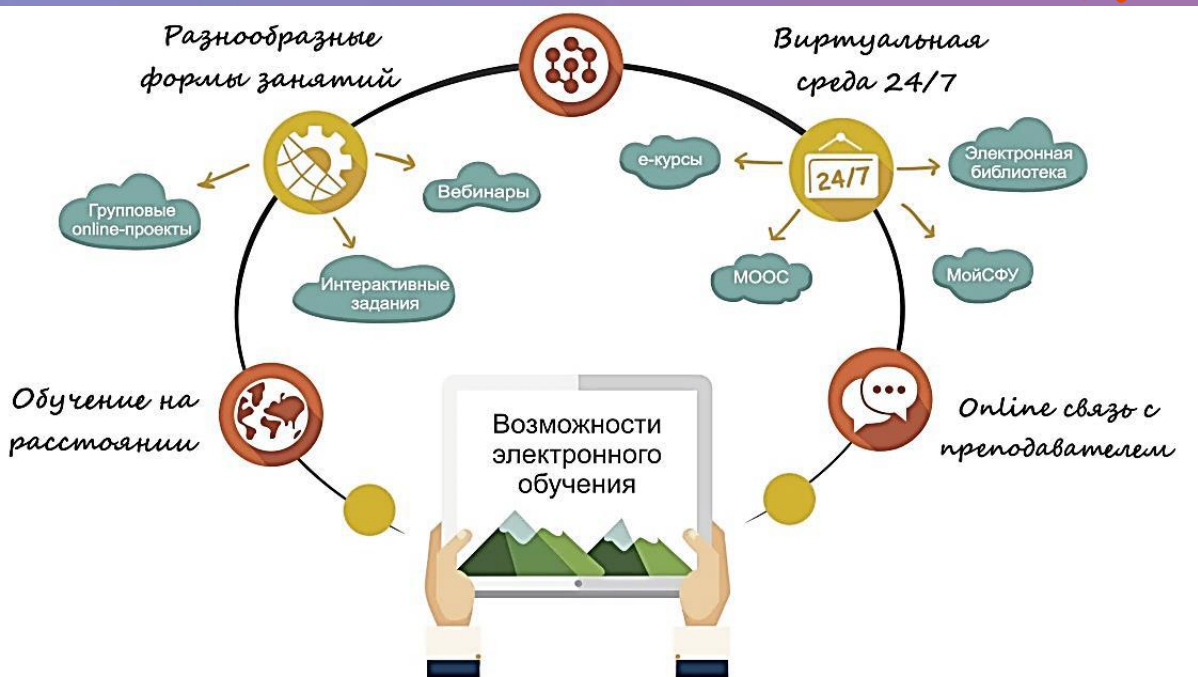 Разнообразные
формы занятий
Виртуальная
среда 24/7
Групповые
online-проекты
Вебинары
Интерактивные
задания
е-курсы
24/7
Электронная
библиотека
МООС
МойСФУ
Обучение на
расстоянии
Возможности
электронного
обучения
Online связь с
преподавателем